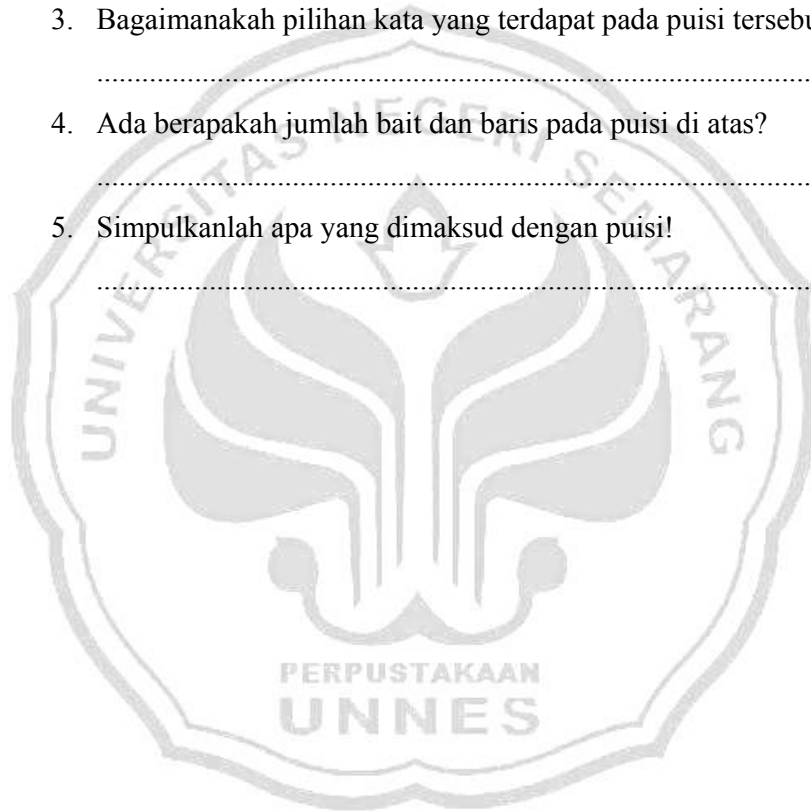 3. Bagaimanakah pilihan kata yang terdapat pada puisi tersebu
....................................................................................................
4. Ada berapakah jumlah bait dan baris pada puisi di atas?
....................................................................................................
5. Simpulkanlah apa yang dimaksud dengan puisi!
....................................................................................................
UNIVERSITAS NEGERI SEMARANG
PERPUSTAKAAN
UNNES